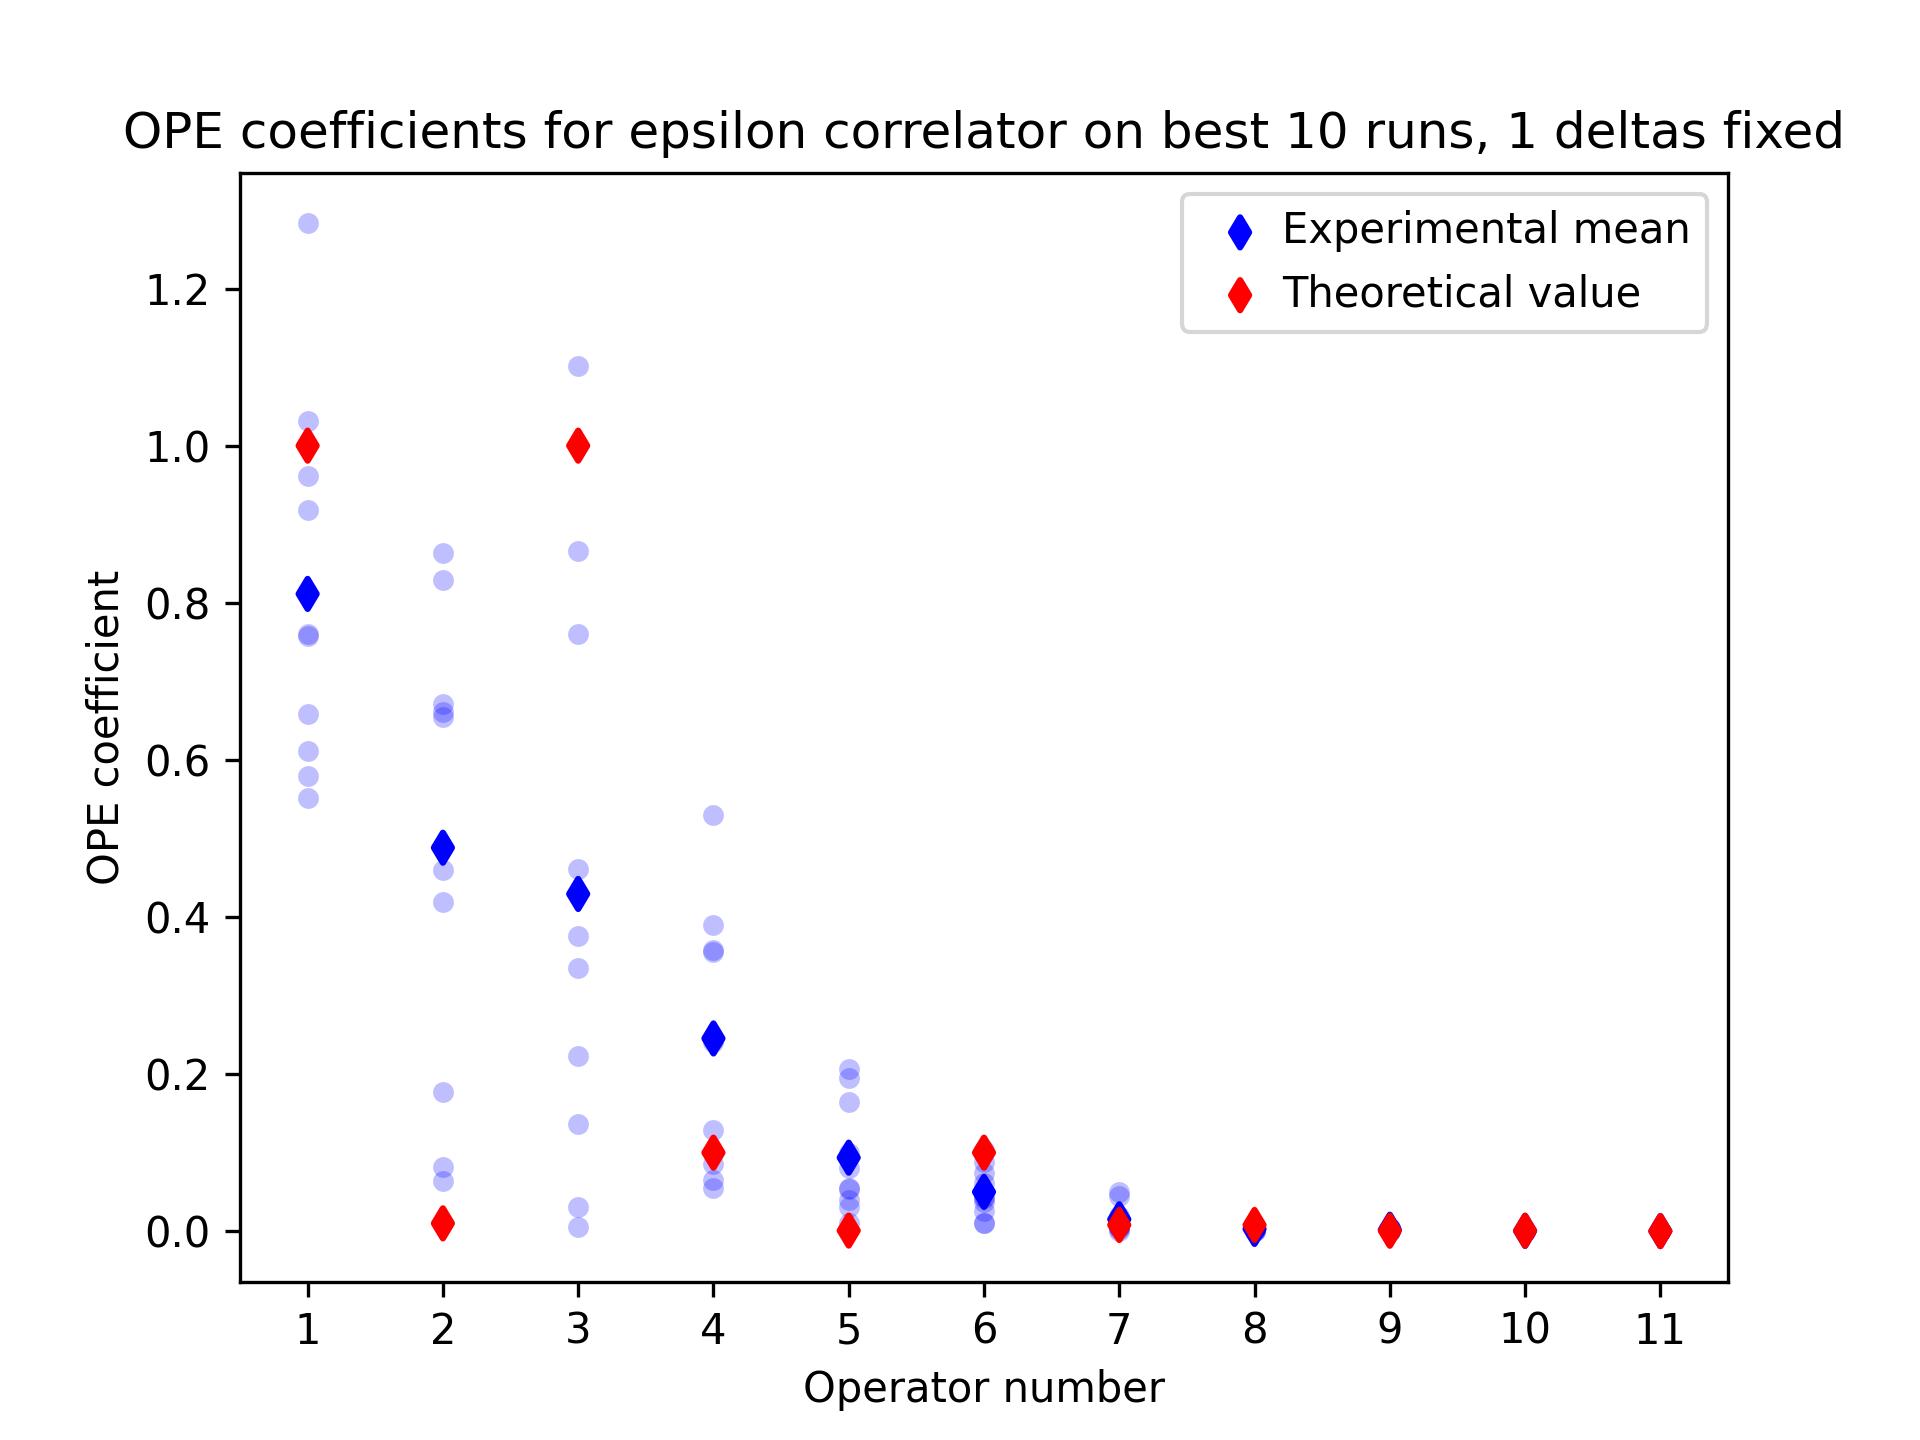 OPE coefficients for epsilon correlator on best 10 runs, 1 deltas fixed
Experimental mean
Theoretical value
OPE coefficient
1.2
1.0
0.8
0.6
0.4
0.2
0.0
1 2 3 4 5 6 7 8 9 10 11
Operator number